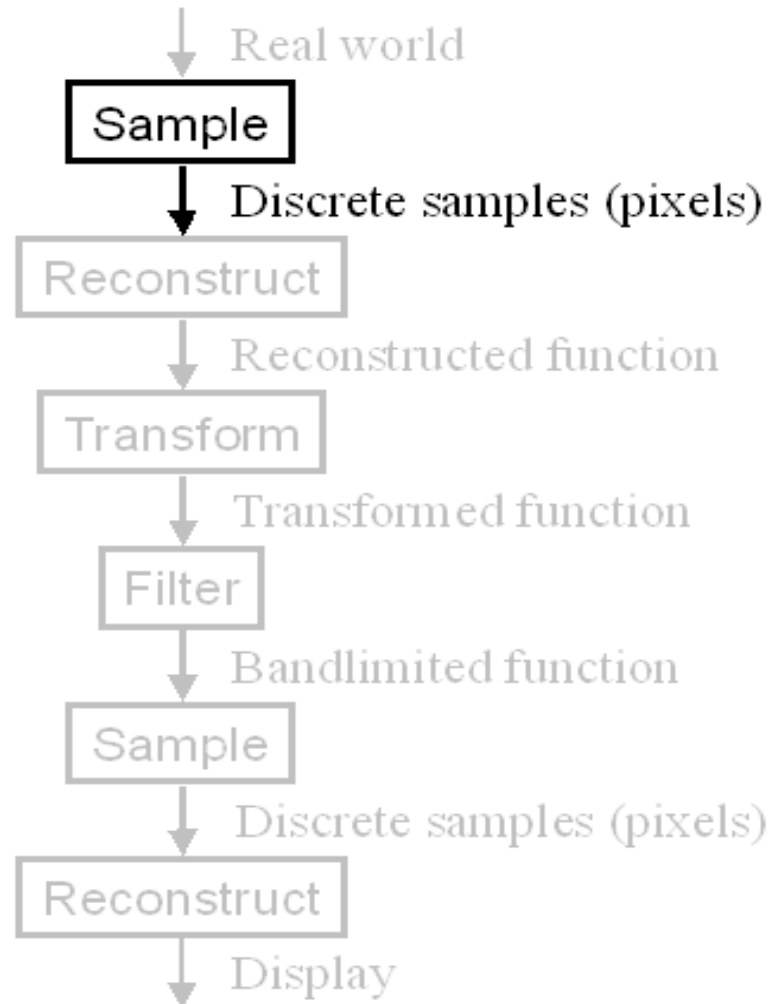 Real world
Sample
Discrete samples (pixels)
Reconstruct
Reconstructed function
Transform
Transformed function
Filter
Bandlimited function
Sample
Discrete samples (pixels)
Reconstruct
Display